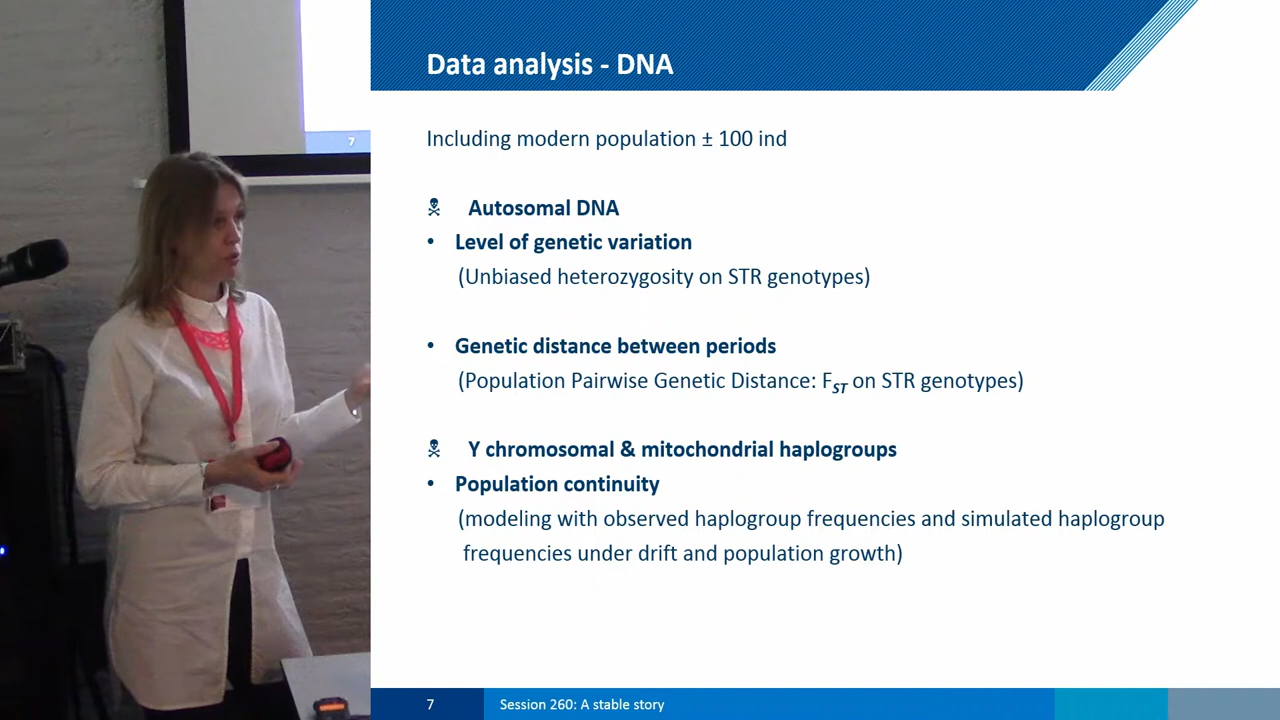 Data analysis - DNA
Including modern population ± 100 ind
☠ Autosomal DNA
• Level of genetic variation
(Unbiased heterozygosity on STR genotypes)
• Genetic distance between periods
(Population Pairwise Genetic Distance: FST on STR genotypes)
☠ Y chromosomal & mitochondrial haplogroups
• Population continuity
(modeling with observed haplogroup frequencies and simulated haplogroup
frequencies under drift and population growth)
7 Session 260: A stable story
7